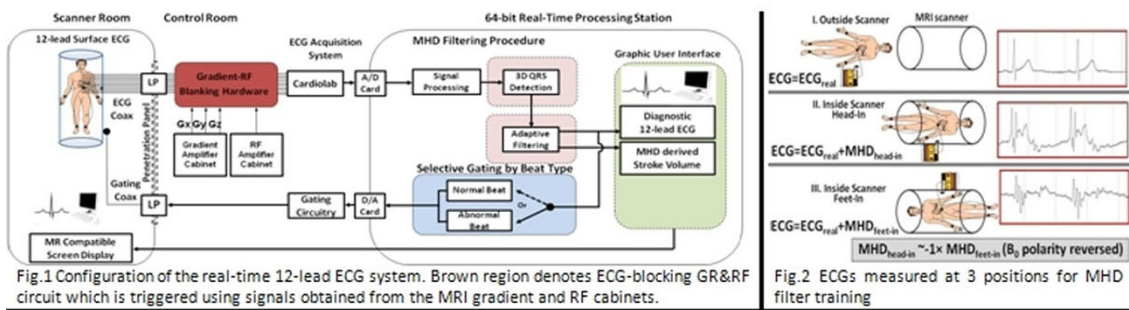 Scanner Room
Control Room
64-bit Real-Time Processing Station
12-lead Surface ECG
ECG Acquisition
System
MHD Filtering Procedure
Graphic User Interface
LP
Gradient-RF
Blanking Hardware
Cardiolab
A/D
Card
Signal
Processing
3D QRS
Detection
ECG
Coax
Gx Gy Gz
Gradient
Amplifier
Cabinet
RF
Amplifier
Cabinet
Penetration Panel
Adaptive
Filtering
Diagnostic
12-lead ECG
MHD derived
Stroke Volume
Selective Gating by Beat Type
Gating
Coax
LP
Gating
Circuitry
D/A
Card
Normal Beat
Or
Abnormal
Beat
MR Compatible
Screen Display
Fig.1 Configuration of the real-time 12-lead ECG system. Brown region denotes ECG-blocking GR&RF
circuit which is triggered using signals obtained from the MRI gradient and RF cabinets.
I. Outside Scanner
MRI scanner
ECG=ECGreal
II. Inside Scanner
Head-In
ECG=ECGreal+MHDhead-in
III. Inside Scanner
Feet-In
ECG=ECGreal+MHDfeet-in
MHDhead-in ~-1× MHDfeet-in (B0 polarity reversed)
Fig.2 ECGs measured at 3 positions for MHD
filter training